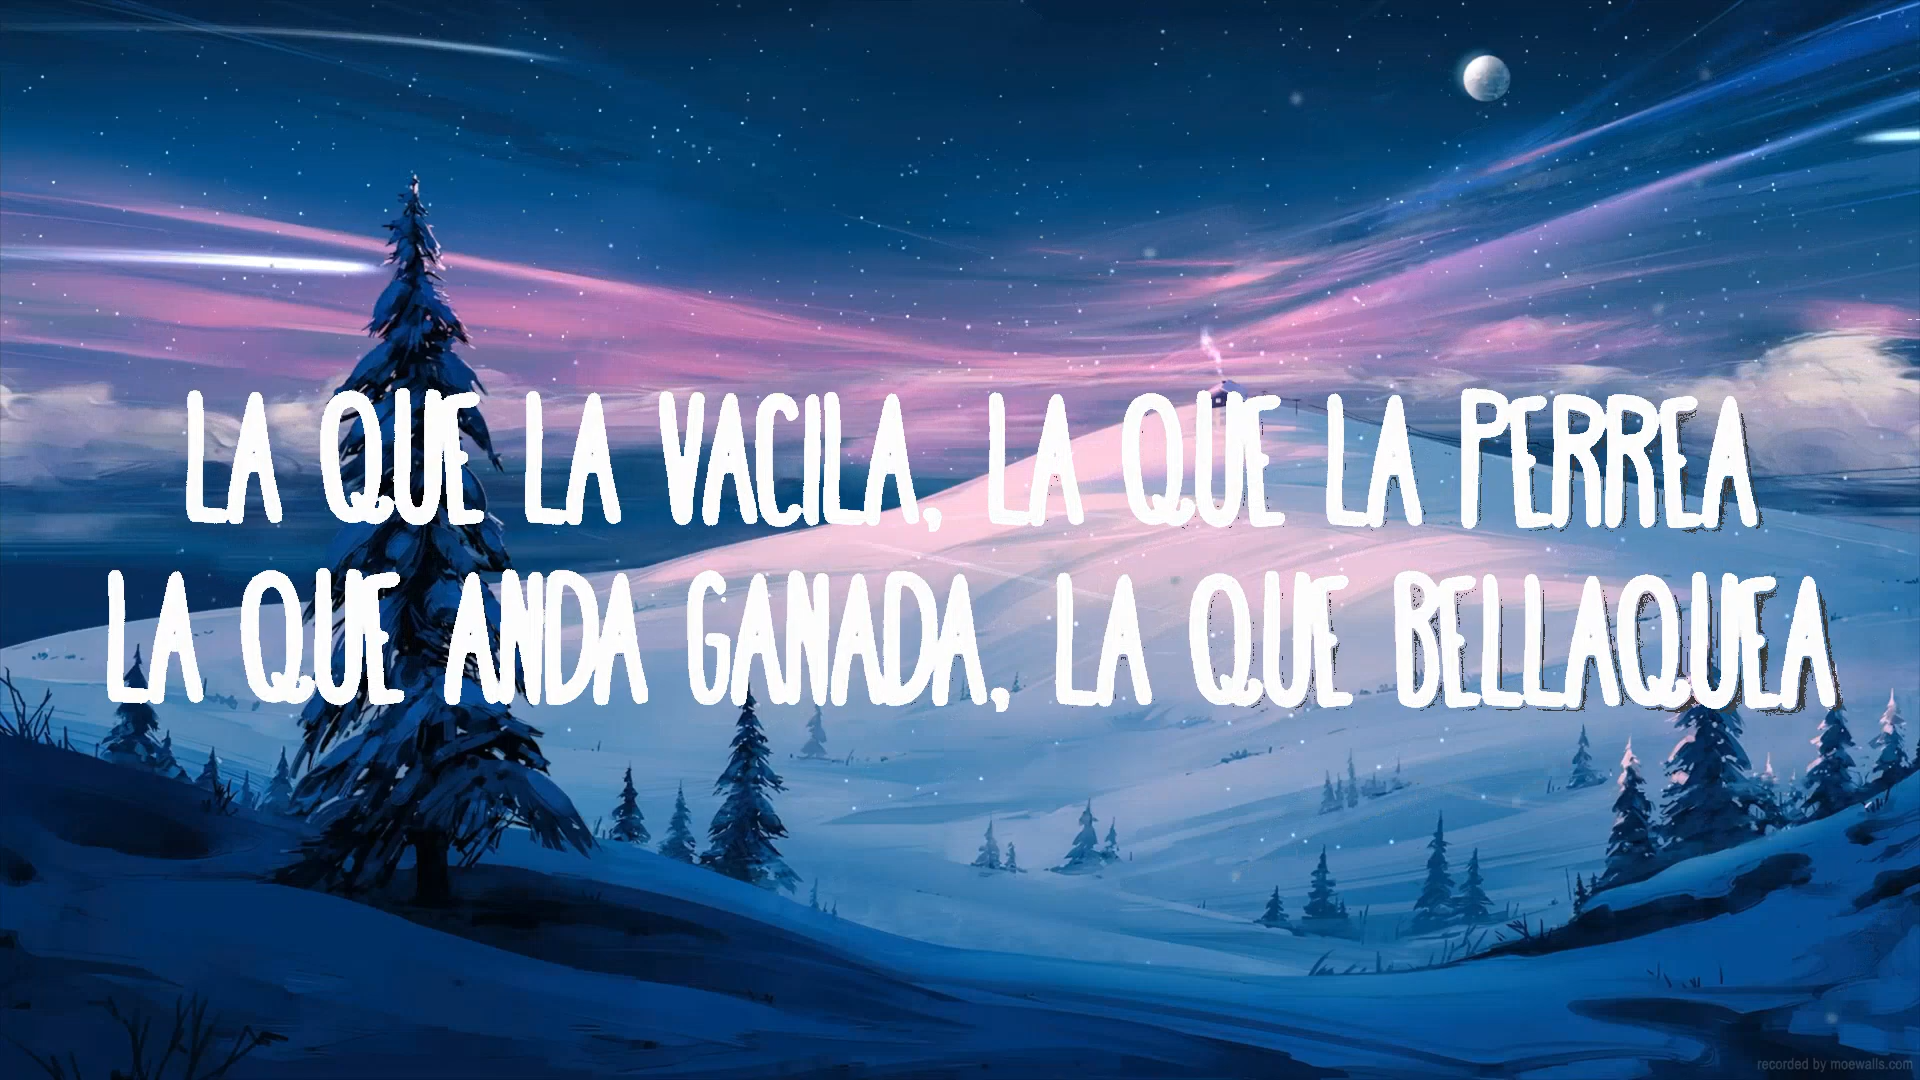 LA QUE LA VACILA, LA QUE LA PERREA
LA QUE ANDA GANADA, LA QUE BELLAQUEA
recorded by moewalls.com